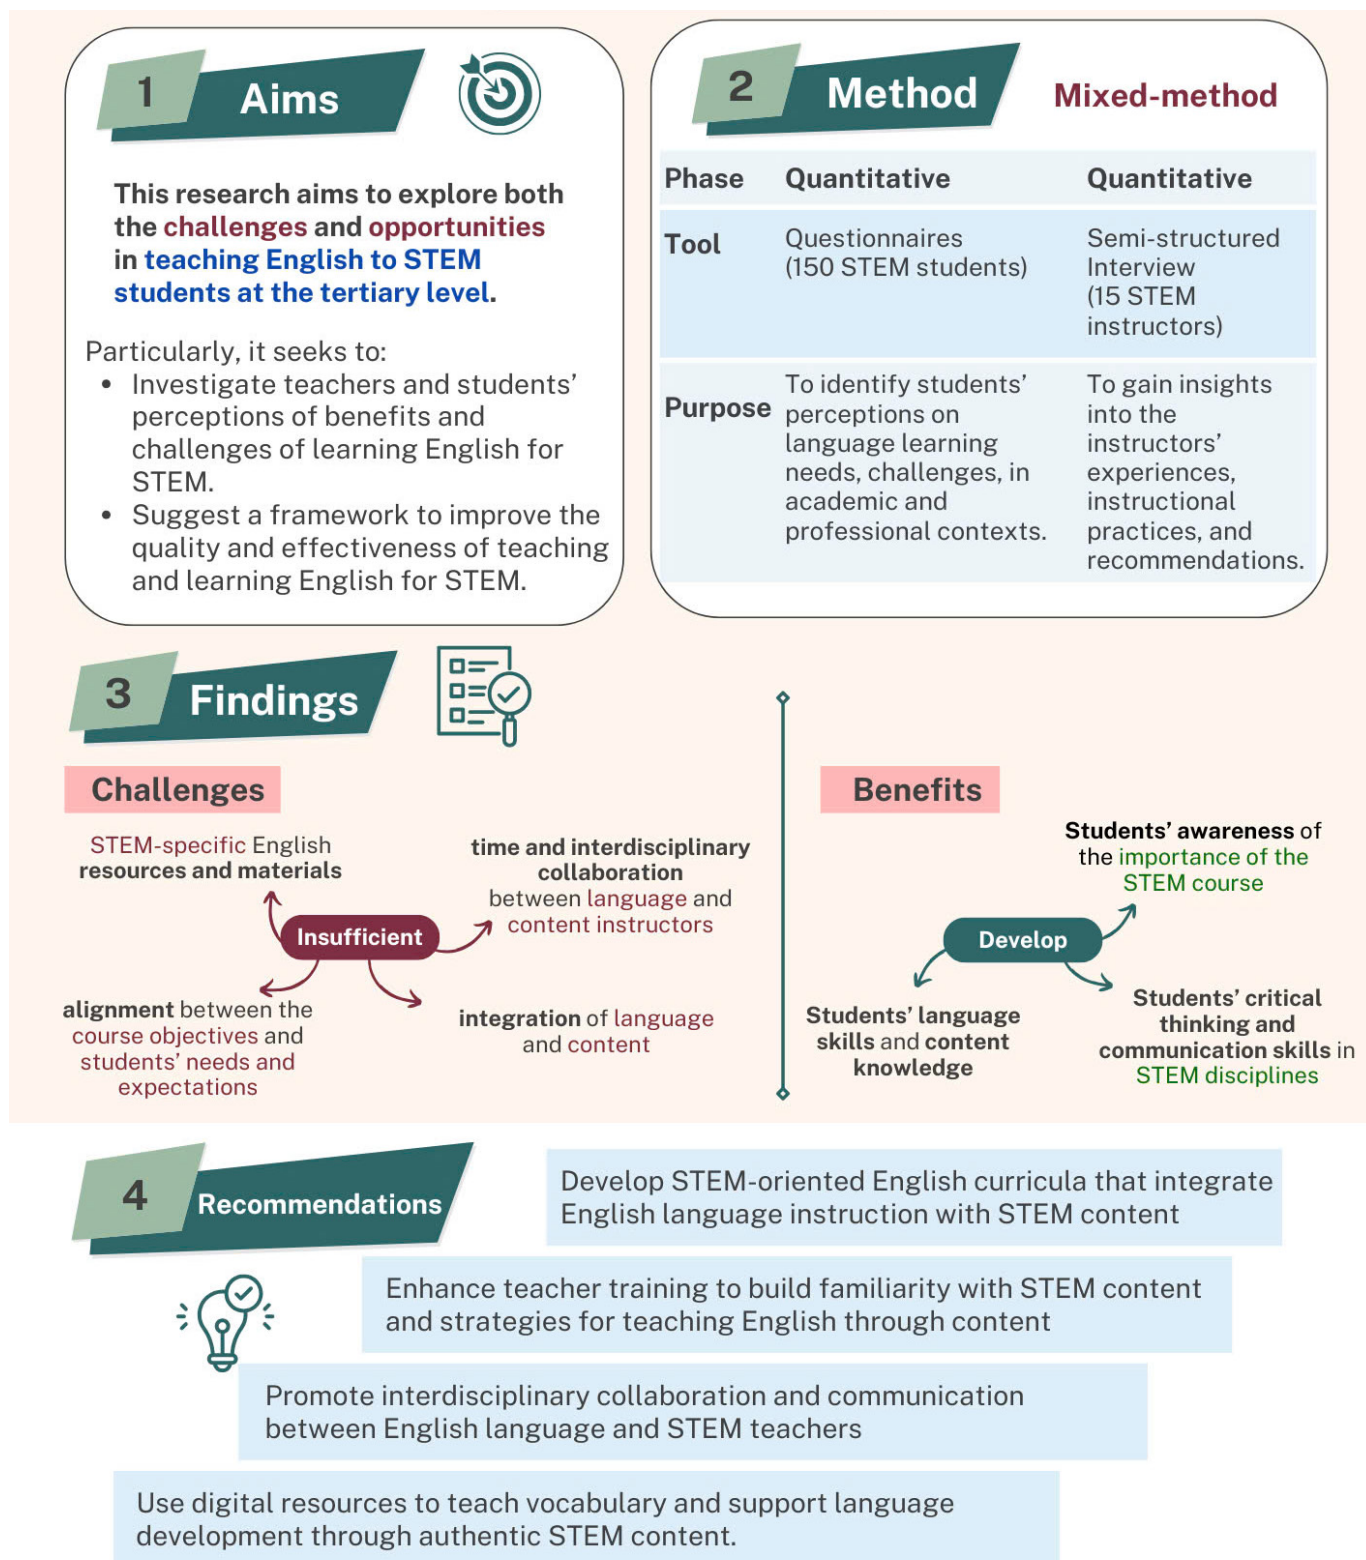 1
Aims
This research aims to explore both
the challenges and opportunities
in teaching English to STEM
students at the tertiary level.
Particularly, it seeks to:
• Investigate teachers and students’
perceptions of benefits and
challenges of learning English for
STEM.
• Suggest a framework to improve the
quality and effectiveness of teaching
and learning English for STEM.
2
Method
Mixed-method
Phase
Quantitative
Quantitative
Tool
Questionnaires
(150 STEM students)
Semi-structured
Interview
(15 STEM
instructors)
Purpose
To identify students’
perceptions on
language learning
needs, challenges, in
academic and
professional contexts.
To gain insights
into the
instructors’
experiences,
instructional
practices, and
recommendations.
3
Findings
Challenges
STEM-specific English
resources and materials
time and interdisciplinary
collaboration
between language and
content instructors
Insufficient
alignment between the
course objectives and
students’ needs and
expectations
integration of language
and content
Benefits
Students’ awareness of
the importance of the
STEM course
Develop
Students’ language
skills and content
knowledge
Students’ critical
thinking and
communication skills in
STEM disciplines
4
Recommendations
Develop STEM-oriented English curricula that integrate
English language instruction with STEM content
Enhance teacher training to build familiarity with STEM content
and strategies for teaching English through content
Promote interdisciplinary collaboration and communication
between English language and STEM teachers
Use digital resources to teach vocabulary and support language
development through authentic STEM content.